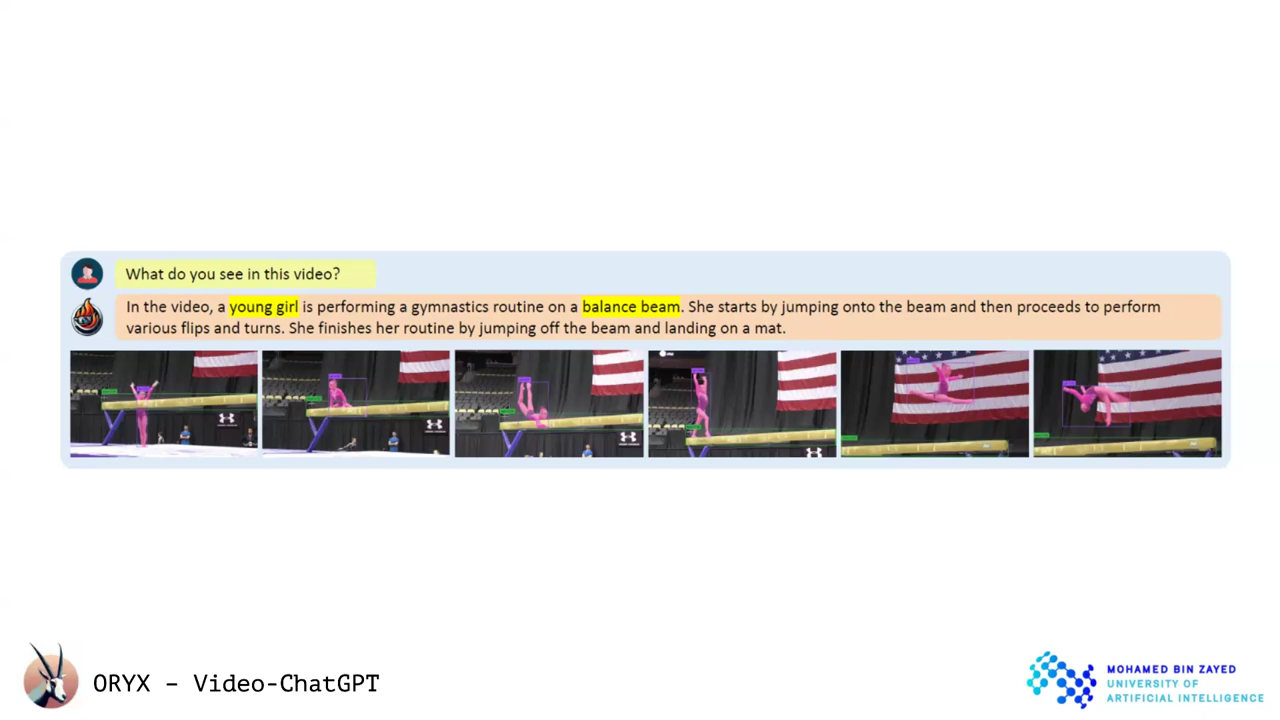 What do you see in this video?
In the video, a young girl is performing a gymnastics routine on a balance beam. She starts by jumping onto the beam and then proceeds to perform
various flips and turns. She finishes her routine by jumping off the beam and landing on a mat.
ORYX – Video-ChatGPT
MOHAMED BIN ZAYED
UNIVERSITY OF
ARTIFICIAL INTELLIGENCE